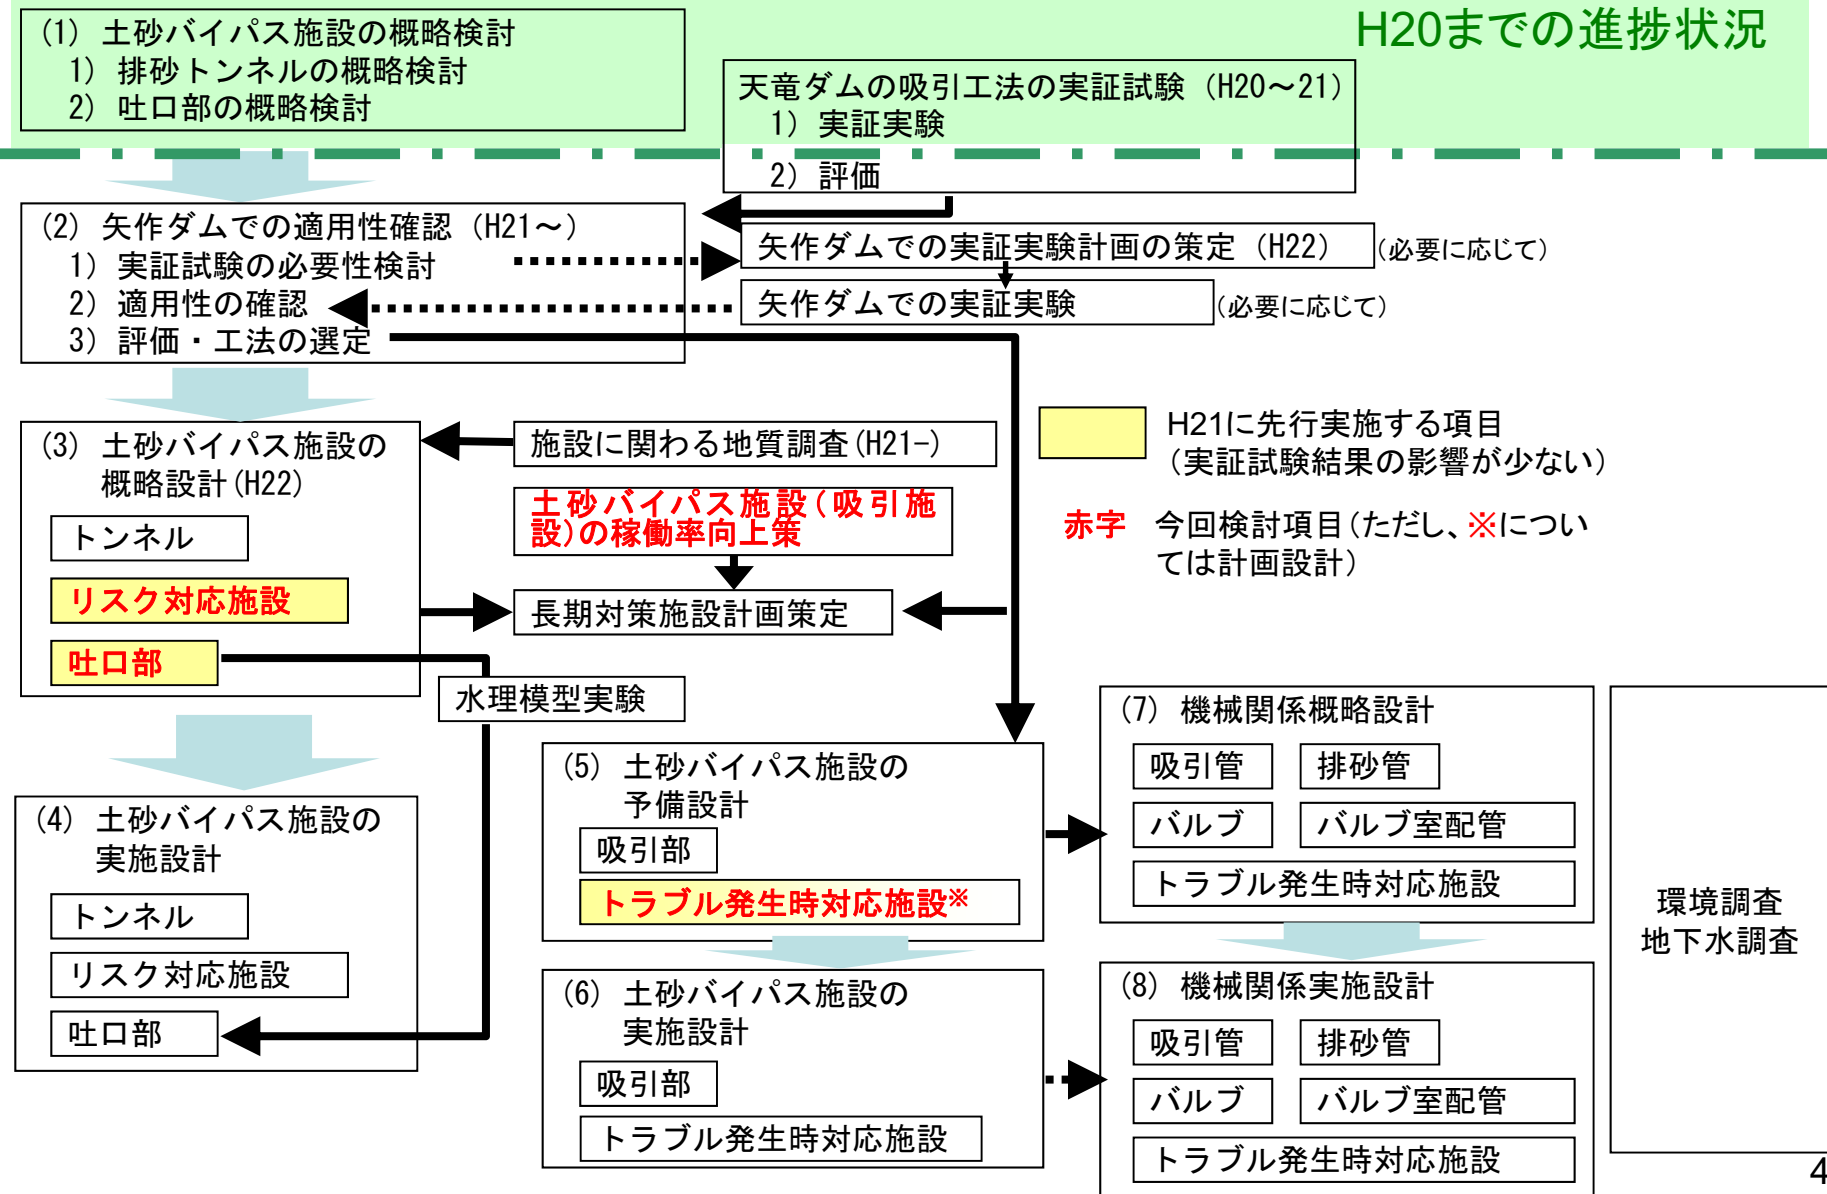 H20までの進捗状況
(1) 土砂バイパス施設の概略検討
1) 排砂トンネルの概略検討
2) 吐口部の概略検討
天竜ダムの吸引工法の実証試験 (H20～21)
1) 実証実験
2) 評価
(2) 矢作ダムでの適用性確認 (H21～)
1) 実証試験の必要性検討
2) 適用性の確認
3) 評価・工法の選定
矢作ダムでの実証実験計画の策定 (H22)
(必要に応じて)
矢作ダムでの実証実験
(必要に応じて)
(3) 土砂バイパス施設の
概略設計(H22)
トンネル
リスク対応施設
吐口部
施設に関わる地質調査(H21-)
土砂バイパス施設(吸引施
設)の稼働率向上策
長期対策施設計画策定
水理模型実験
H21に先行実施する項目
(実証試験結果の影響が少ない)
赤字 今回検討項目(ただし、※につい
ては計画設計)
(4) 土砂バイパス施設の
実施設計
トンネル
リスク対応施設
吐口部
(5) 土砂バイパス施設の
予備設計
吸引部
トラブル発生時対応施設※
(6) 土砂バイパス施設の
実施設計
吸引部
トラブル発生時対応施設
(7) 機械関係概略設計
吸引管 排砂管
バルブ バルブ室配管
トラブル発生時対応施設
(8) 機械関係実施設計
吸引管 排砂管
バルブ バルブ室配管
トラブル発生時対応施設
環境調査
地下水調査
4